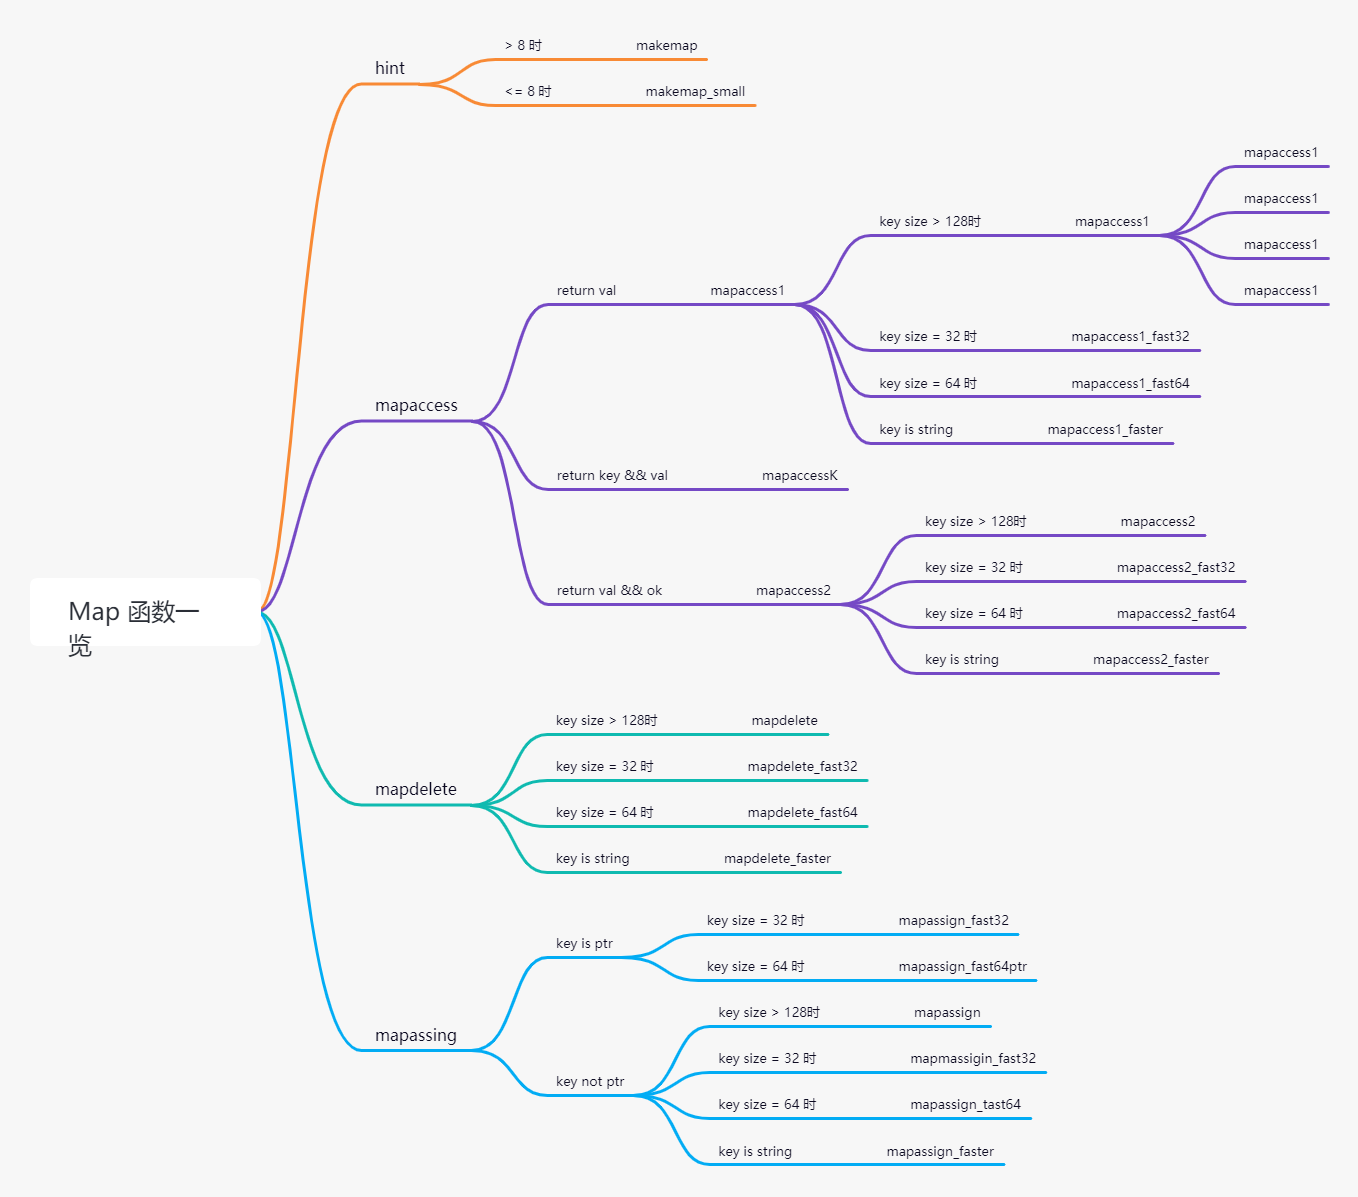 Map 函数一
览
hint
> 8 时 makemap
<= 8 时 makemap_small
mapaccess
return val mapaccess1
key size > 128时 mapaccess1
mapaccess1
mapaccess1
mapaccess1
mapaccess1
key size = 32 时 mapaccess1_fast32
key size = 64 时 mapaccess1_fast64
key is string mapaccess1_faster
return key && val mapaccessK
return val && ok mapaccess2
key size > 128时 mapaccess2
key size = 32 时 mapaccess2_fast32
key size = 64 时 mapaccess2_fast64
key is string mapaccess2_faster
mapdelete
key size > 128时 mapdelete
key size = 32 时 mapdelete_fast32
key size = 64 时 mapdelete_fast64
key is string mapdelete_faster
mapassing
key is ptr
key size = 32 时 mapassign_fast32
key size = 64 时 mapassign_fast64ptr
key not ptr
key size > 128时 mapassign
key size = 32 时 mapmassigin_fast32
key size = 64 时 mapassign_tast64
key is string mapassign_faster